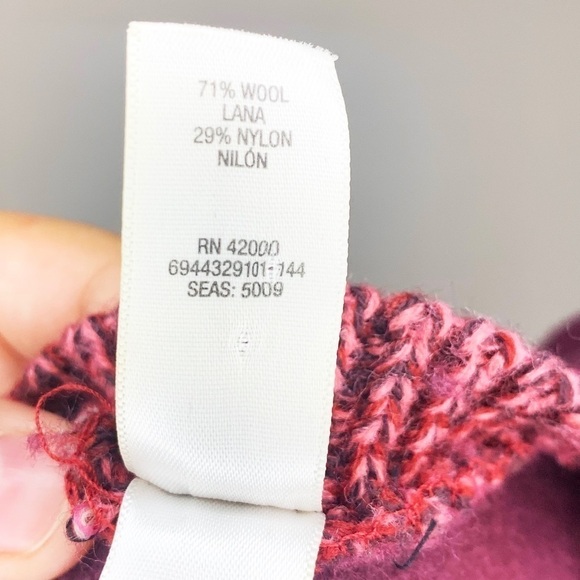 71% WOOL
LANA
29% NYLON
NILÓN
RN 42000
6944329101-144
SEAS: 5009